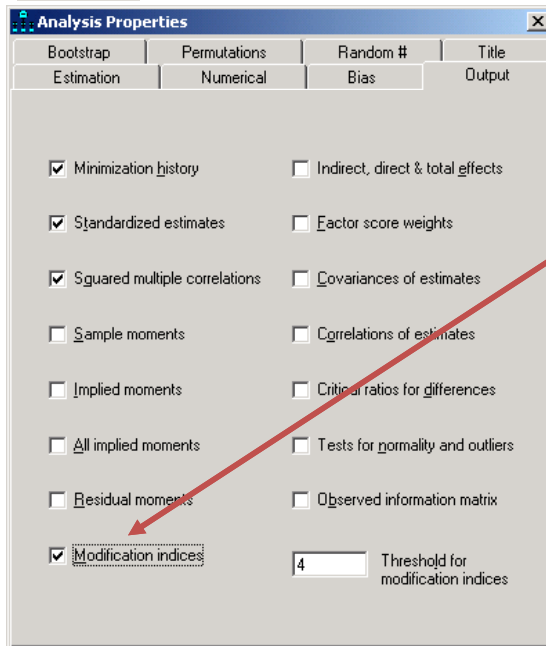 Analysis Properties
Bootstrap Permutations Random # Title
Estimation Numerical Bias Output
Minimization history
Indirect, direct & total effects
Standardized estimates
Factor score weights
Squared multiple correlations
Covariances of estimates
Sample moments
Correlations of estimates
Implied moments
Critical ratios for differences
All implied moments
Tests for normality and outliers
Residual moments
Observed information matrix
Modification indices
4
Threshold for
modification indices